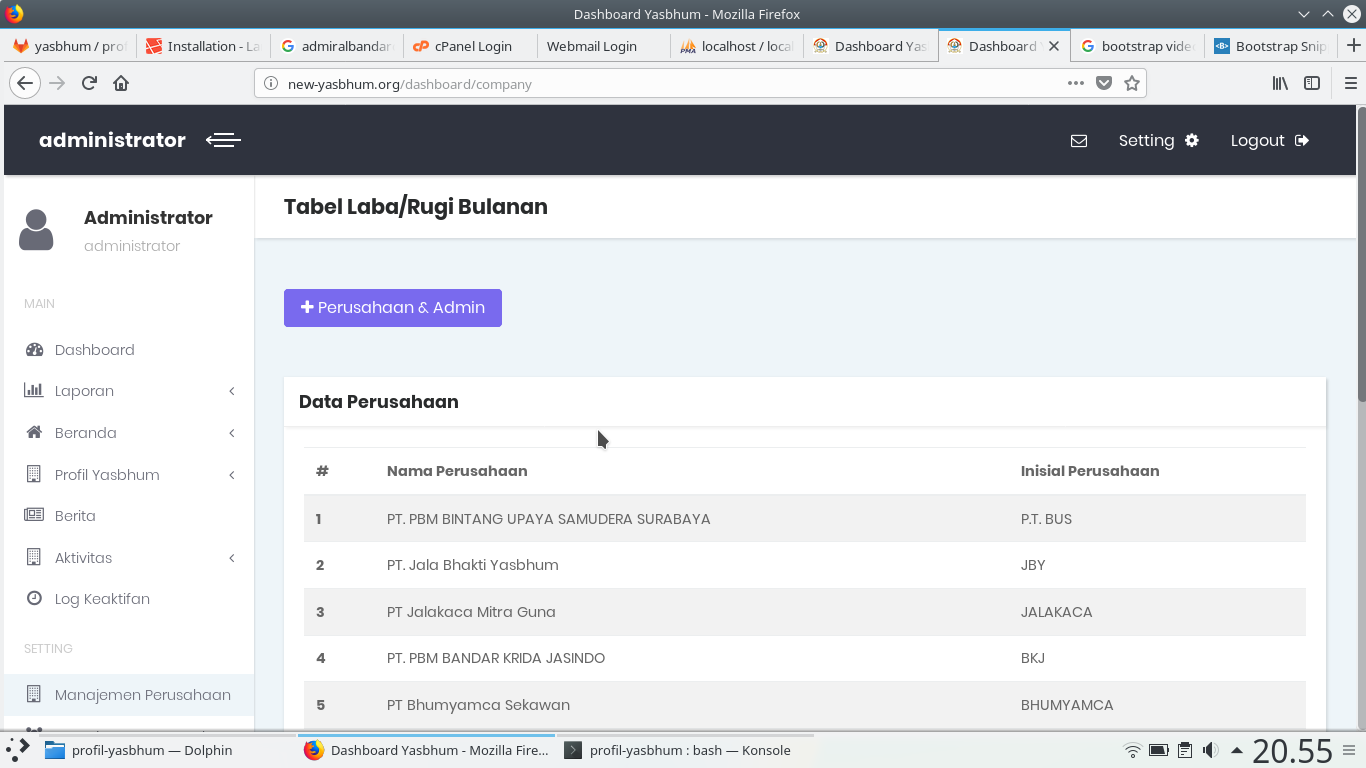 Dashboard Yasbhum - Mozilla Firefox
yasbhum / prof
Installation - La
admiralbandar
cPanel Login
Webmail Login
localhost / local
Dashboard Yas
Dashboard
bootstrap vide
Bootstrap Snip
new-yasbhum.org/dashboard/company
administrator
Setting
Logout
Administrator
administrator
MAIN
Dashboard
Laporan
Beranda
Profil Yasbhum
Berita
Aktivitas
Log Keaktifan
SETTING
Manajemen Perusahaan
Tabel Laba/Rugi Bulanan
+ Perusahaan & Admin
Data Perusahaan
# Nama Perusahaan Inisial Perusahaan
1 PT. PBM BINTANG UPAYA SAMUDERA SURABAYA P.T. BUS
2 PT. Jala Bhakti Yasbhum JBY
3 PT Jalakaca Mitra Guna JALAKACA
4 PT. PBM BANDAR KRIDA JASINDO BKJ
5 PT Bhumyamca Sekawan BHUMYAMCA
profil-yasbhum — Dolphin
Dashboard Yasbhum - Mozilla Fire...
profil-yasbhum : bash — Konsole
20.55